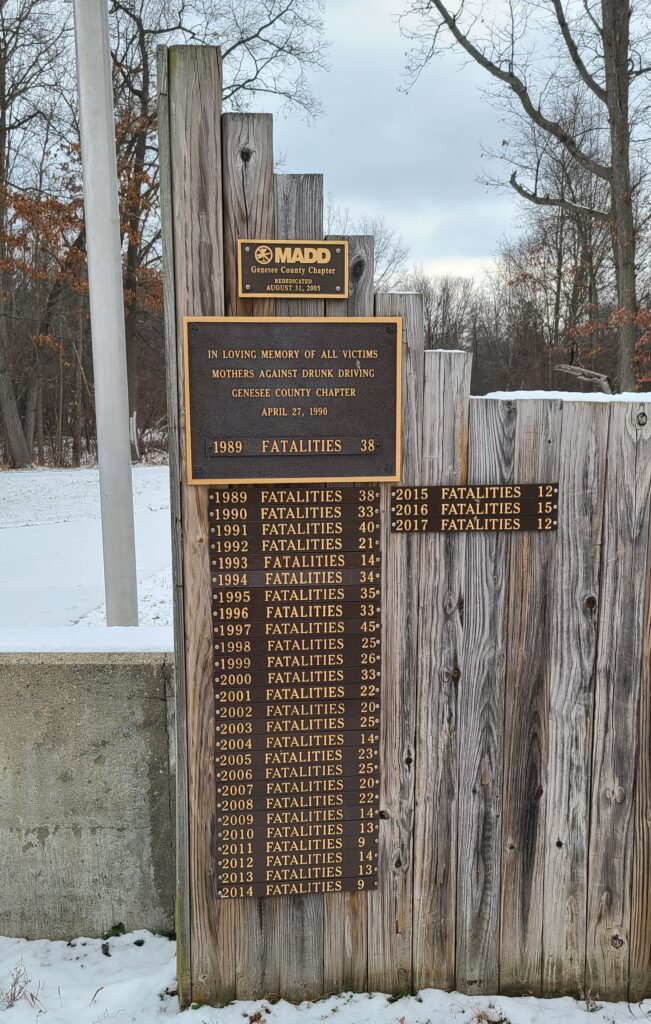 MADD
Genesee County Chapter
REDEDICATED
AUGUST 31, 2005
IN LOVING MEMORY OF ALL VICTIMS
MOTHERS AGAINST DRUNK DRIVING
GENESEE COUNTY CHAPTER
APRIL 27, 1990
1989 FATALITIES 38
1989 FATALITIES 38
1990 FATALITIES 33
1991 FATALITIES 40
1992 FATALITIES 21
1993 FATALITIES 14
1994 FATALITIES 34
1995 FATALITIES 35
1996 FATALITIES 33
1997 FATALITIES 45
1998 FATALITIES 25
1999 FATALITIES 26
2000 FATALITIES 33
2001 FATALITIES 22
2002 FATALITIES 20
2003 FATALITIES 25
2004 FATALITIES 14
2005 FATALITIES 23
2006 FATALITIES 25
2007 FATALITIES 20
2008 FATALITIES 22
2009 FATALITIES 14
2010 FATALITIES 13
2011 FATALITIES 9
2012 FATALITIES 14
2013 FATALITIES 13
2014 FATALITIES 9
2015 FATALITIES 12
2016 FATALITIES 15
2017 FATALITIES 12